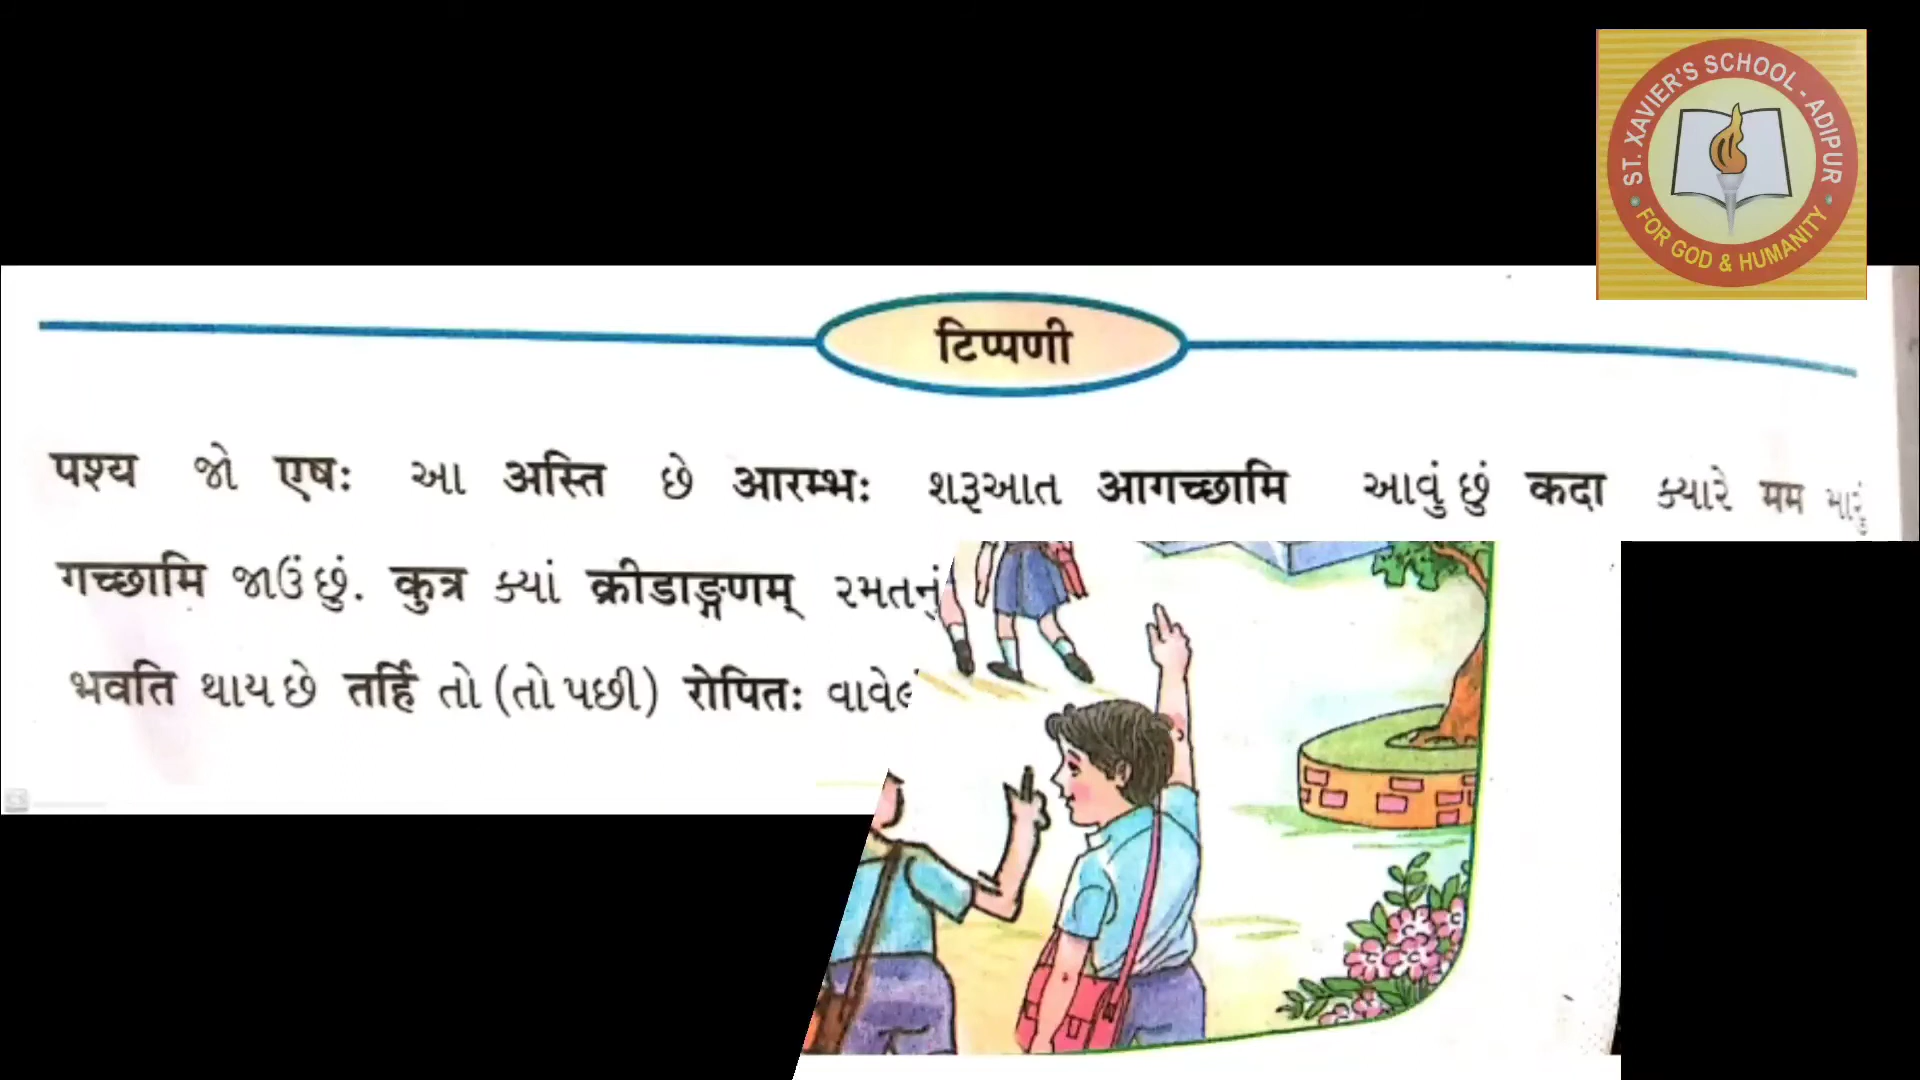 ST. XAVIER'S SCHOOL - ADIPUR
FOR GOD & HUMANITY
टिप्पणी
पश्य જો एषः આ अस्ति છે आरम्भः શરૂઆત आगच्छामि આવું છું कदा ક્યારે मम મારું
गच्छामि જાઉં છું. कुत्र ક્યાં क्रीडाङ्गणम् રમતનું
भवति થાય છે तर्हि તો (તો પછી) रोपितः